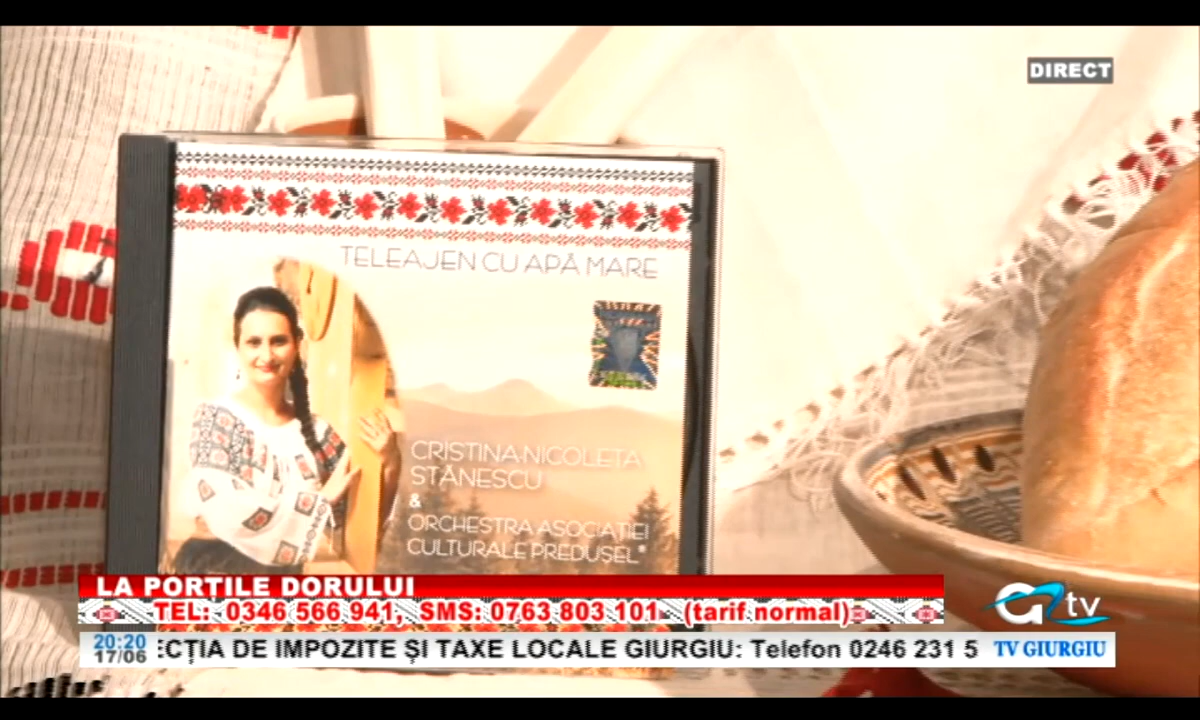 DIRECT
TELEAJEN CU APĂ MARE
CRISTINA NICOLETA
STĂNESCU
&
ORCHESTRA ASOCIAȚIEI
CULTURALE PREDUȘEL"
LA PORȚILE DORULUI
TEL: 0346 566 941, SMS: 0763 803 101 (tarif normal)
G tv
20:20
17/06
ECȚIA DE IMPOZITE ȘI TAXE LOCALE GIURGIU: Telefon 0246 231 5
TV GIURGIU